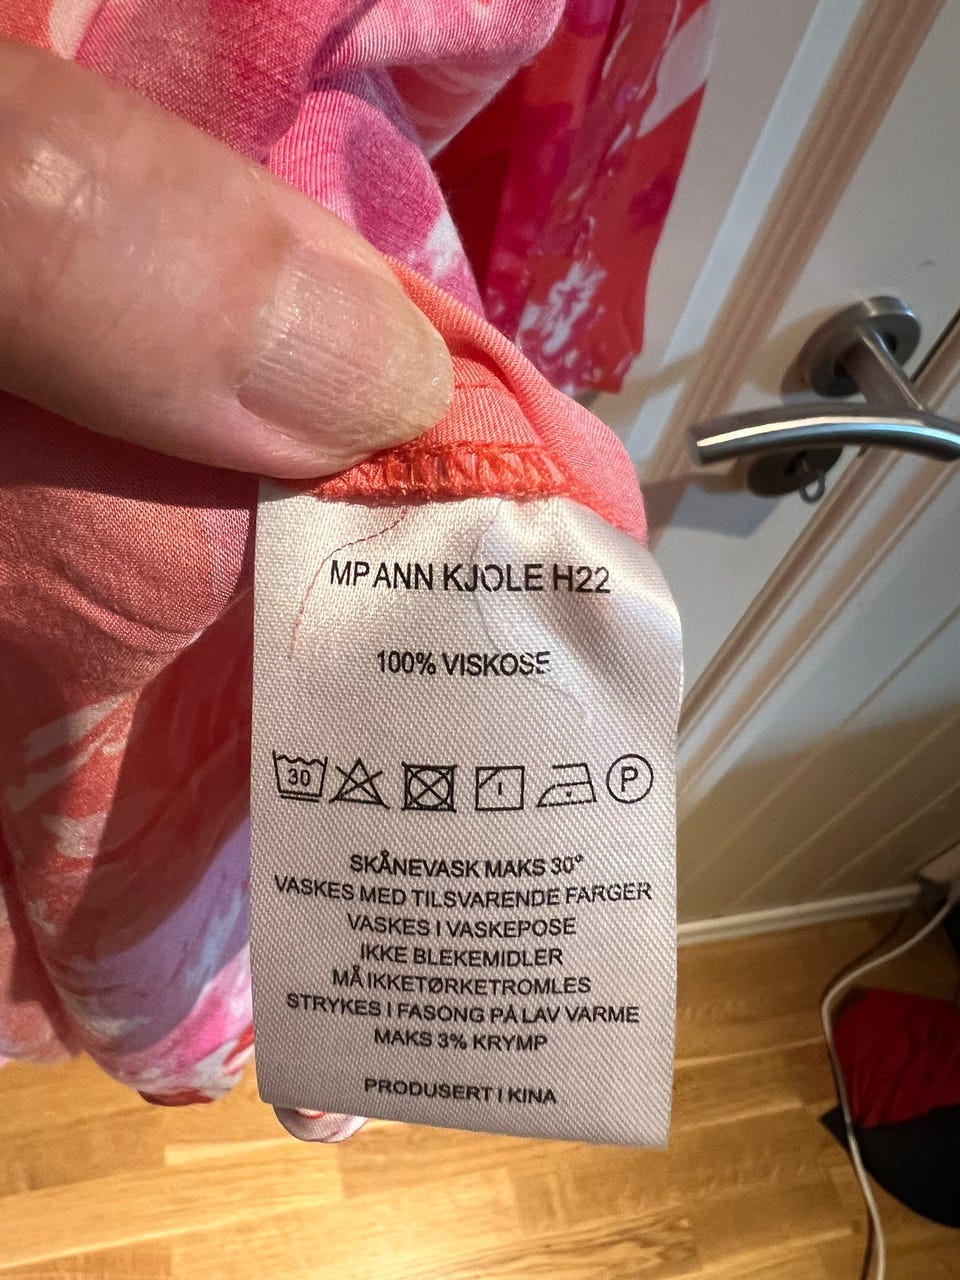 MP ANN KJOLE H22
100% VISKOSE
30 P
SKÅNEVASK MAKS 30°
VASKES MED TILSVARENDE FARGER
VASKES I VASKEPOSE
IKKE BLEKEMIDLER
MÅ IKKETØRKETROMLES
STRYKES I FASONG PÅ LAV VARME
MAKS 3% KRYMP
PRODUSERT I KINA